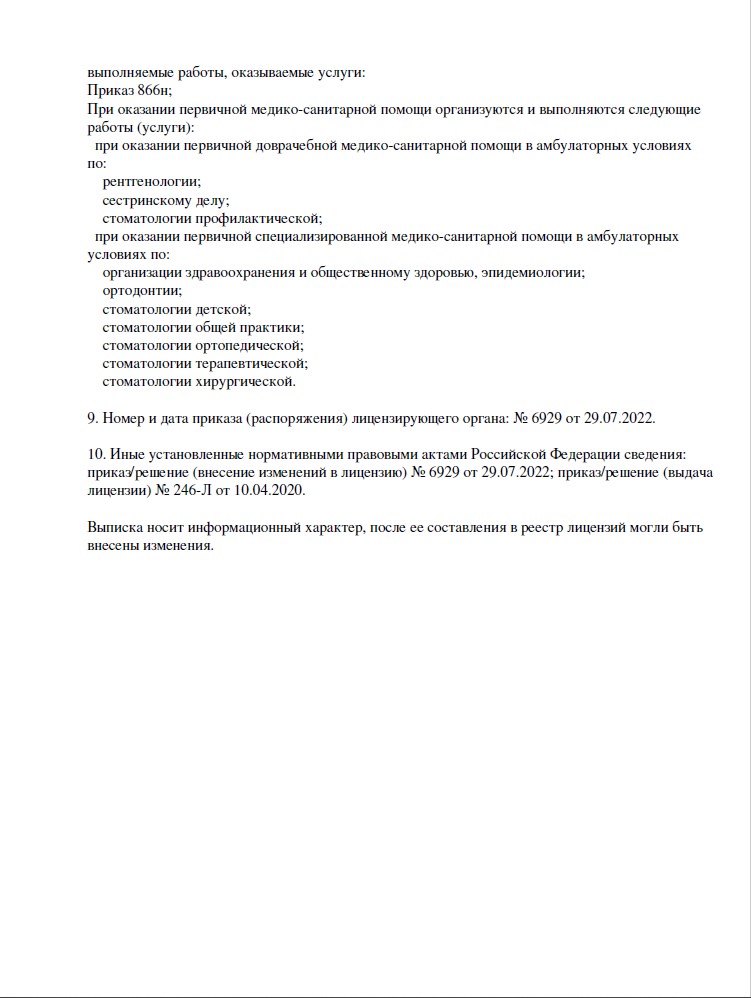 выполняемые работы, оказываемые услуги:
Приказ 866н;
При оказании первичной медико-санитарной помощи организуются и выполняются следующие
работы (услуги):
при оказании первичной доврачебной медико-санитарной помощи в амбулаторных условиях
по:
рентгенологии;
сестринскому делу;
стоматологии профилактической;
при оказании первичной специализированной медико-санитарной помощи в амбулаторных
условиях по:
организации здравоохранения и общественному здоровью, эпидемиологии;
ортодонтии;
стоматологии детской;
стоматологии общей практики;
стоматологии ортопедической;
стоматологии терапевтической;
стоматологии хирургической.
9. Номер и дата приказа (распоряжения) лицензирующего органа: № 6929 от 29.07.2022.
10. Иные установленные нормативными правовыми актами Российской Федерации сведения:
приказ/решение (внесение изменений в лицензию) № 6929 от 29.07.2022; приказ/решение (выдача
лицензии) № 246-Л от 10.04.2020.
Выписка носит информационный характер, после ее составления в реестр лицензий могли быть
внесены изменения.